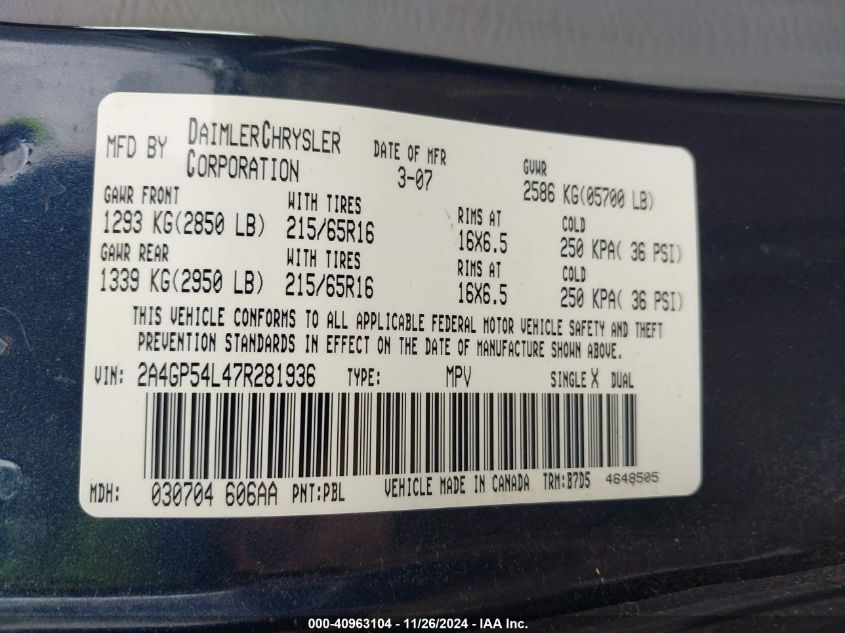 MFD BY DAIMLERCHRYSLER CORPORATION DATE OF MFR 3-07 GVWR 2586 KG(05700 LB)
GAWR FRONT WITH TIRES RIMS AT COLD
1293 KG(2850 LB) 215/65R16 16X6.5 250 KPA( 36 PSI)
GAWR REAR WITH TIRES RIMS AT COLD
1339 KG(2950 LB) 215/65R16 16X6.5 250 KPA( 36 PSI)
THIS VEHICLE CONFORMS TO ALL APPLICABLE FEDERAL MOTOR VEHICLE SAFETY AND THEFT
PREVENTION STANDARDS IN EFFECT ON THE DATE OF MANUFACTURE SHOWN ABOVE.
VIN: 2A4GP54L47R281936 TYPE: MPV SINGLE X DUAL
MDH: 030704 606AA PNT:PBL VEHICLE MADE IN CANADA TRM:B7D5 4648505
000-40963104 - 11/26/2024 - IAA Inc.